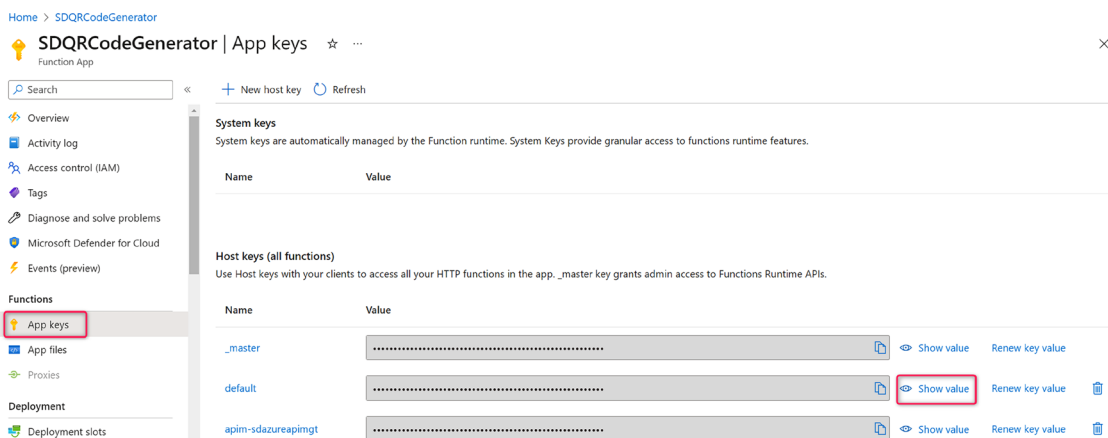 Home > SDQRCodeGenerator
SDQRCodeGenerator | App keys
Function App
Search
Overview
Activity log
Access control (IAM)
Tags
Diagnose and solve problems
Microsoft Defender for Cloud
Events (preview)
Functions
App keys
App files
Proxies
Deployment
Deployment slots
New host key Refresh
System keys
System keys are automatically managed by the Function runtime. System Keys provide granular access to functions runtime features.
Name Value
Host keys (all functions)
Use Host keys with your clients to access all your HTTP functions in the app. _master key grants admin access to Functions Runtime APIs.
Name Value
_master Show value Renew key value
default Show value Renew key value
apim-sdazureapimgt Show value Renew key value